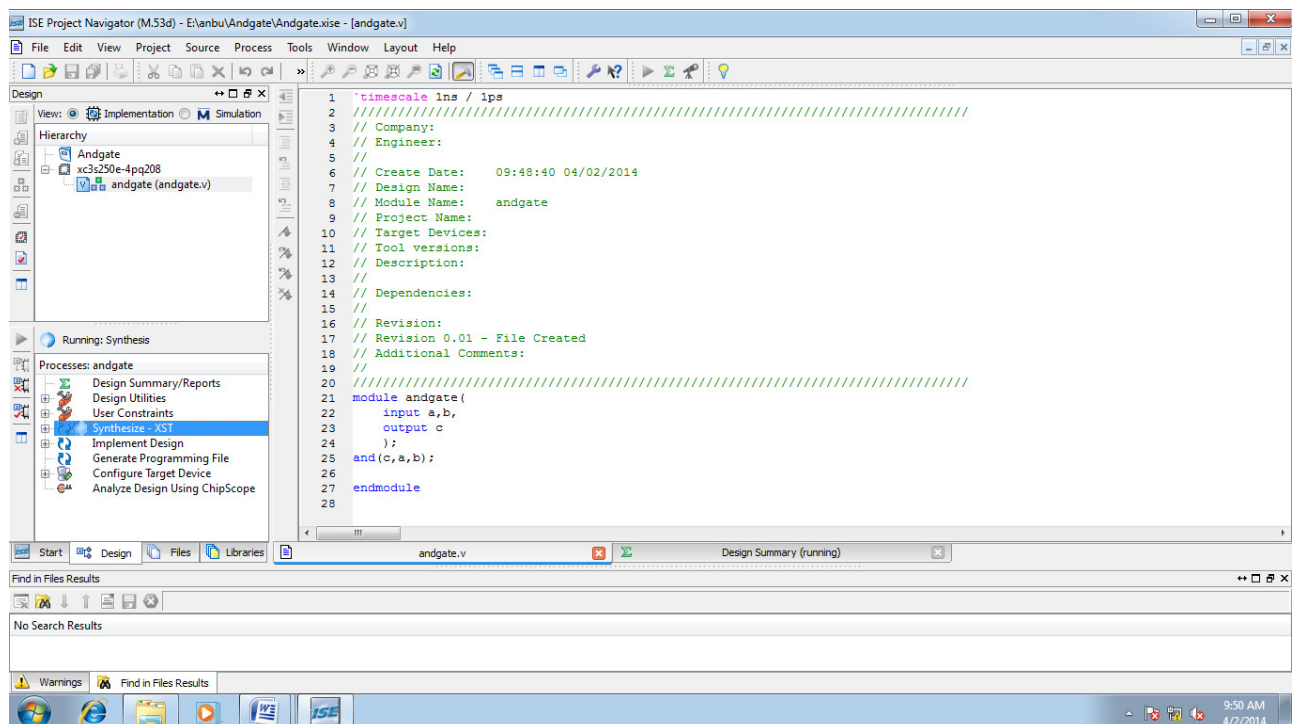 ISE Project Navigator (M.53d) - E:\anbu\Andgate\Andgate.xise - [andgate.v]
File Edit View Project Source Process Tools Window Layout Help
Design
View: Implementation Simulation
Hierarchy
Andgate
xc3s250e-4pq208
andgate (andgate.v)
Running: Synthesis
Processes: andgate
Design Summary/Reports
Design Utilities
User Constraints
Synthesize - XST
Implement Design
Generate Programming File
Configure Target Device
Analyze Design Using ChipScope
Start Design Files Libraries
1 `timescale 1ns / 1ps
2 //////////////////////////////////////////////////////////////////////////////////
3 // Company:
4 // Engineer:
5 //
6 // Create Date: 09:48:40 04/02/2014
7 // Design Name:
8 // Module Name: andgate
9 // Project Name:
10 // Target Devices:
11 // Tool versions:
12 // Description:
13 //
14 // Dependencies:
15 //
16 // Revision:
17 // Revision 0.01 - File Created
18 // Additional Comments:
19 //
20 //////////////////////////////////////////////////////////////////////////////////
21 module andgate(
22 input a,b,
23 output c
24 );
25 and(c,a,b);
26
27 endmodule
28
andgate.v Design Summary (running)
Find in Files Results
No Search Results
Warnings Find in Files Results
ISE
9:50 AM
4/2/2014